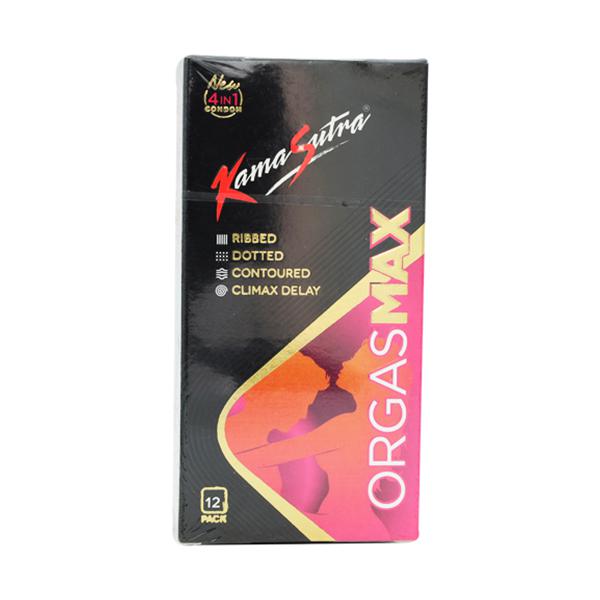 New
4 IN 1
CONDOM
KamaSutra®
RIBBED
DOTTED
CONTOURED
CLIMAX DELAY
ORGASMAX
12
PACK